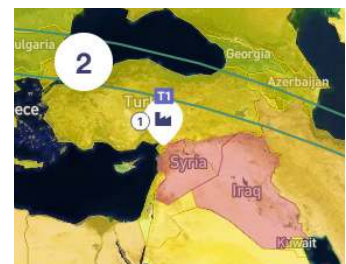 ulgaria
2
Georgia
Azerbaijan
T1
Tur
ece
1
Syria
Iraq
Kuwait